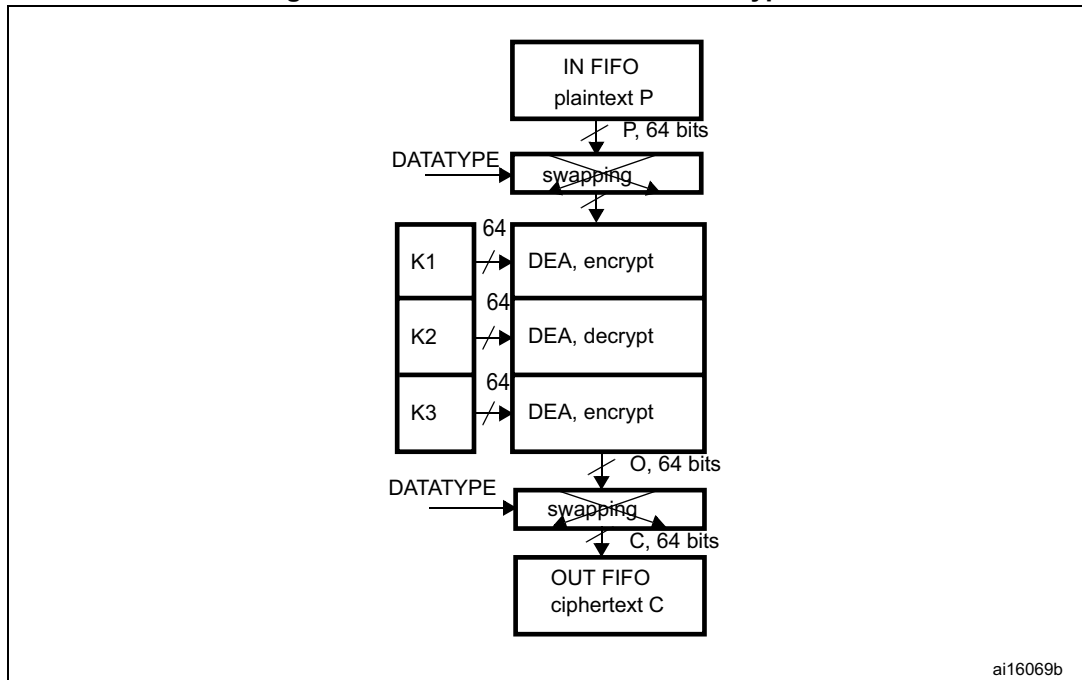 IN FIFO
plaintext P
P, 64 bits
DATATYPE
swapping
64
K1
DEA, encrypt
64
K2
DEA, decrypt
64
K3
DEA, encrypt
O, 64 bits
DATATYPE
swapping
C, 64 bits
OUT FIFO
ciphertext C
ai16069b